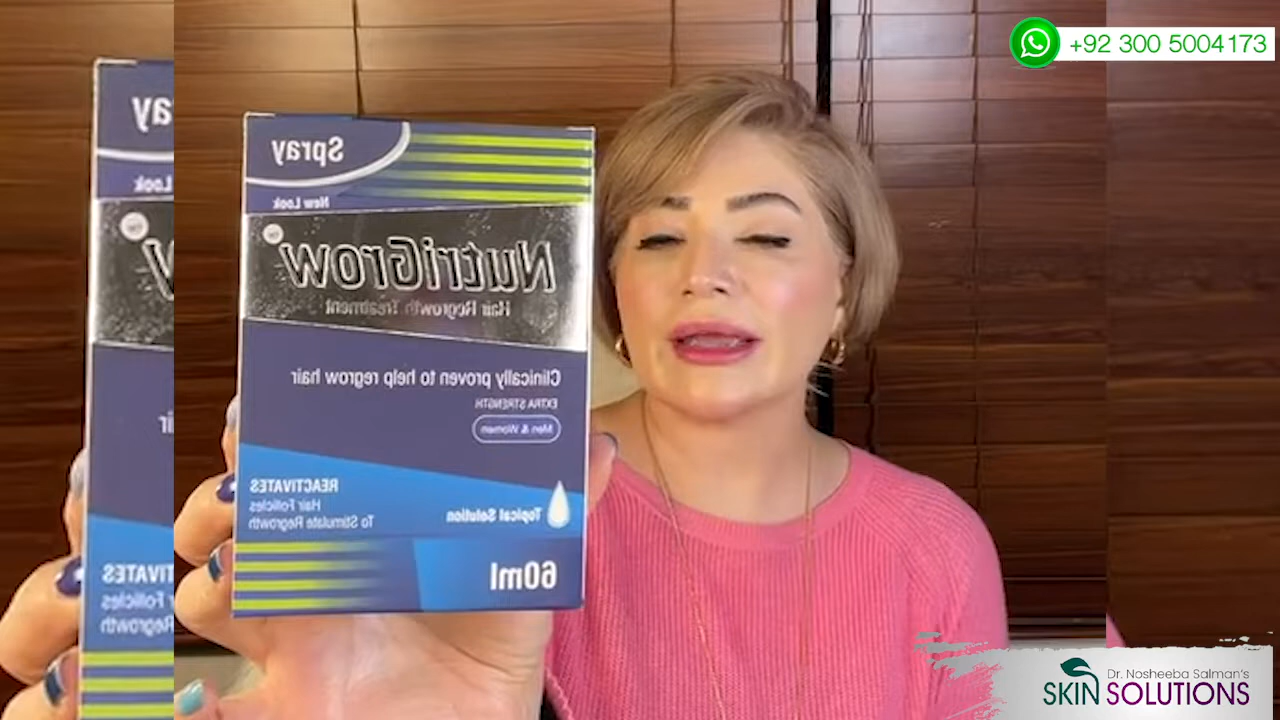 +92 300 5004173
Spray
New Look
NutriGrow
Hair Regrowth Treatment
Clinically proven to help regrow hair
EXTRA STRENGTH
Men & Women
REACTIVATES
Hair Follicles
To Stimulate Regrowth
Topical Solution
60ml
Dr. Nosheeba Salman's
SKIN SOLUTIONS